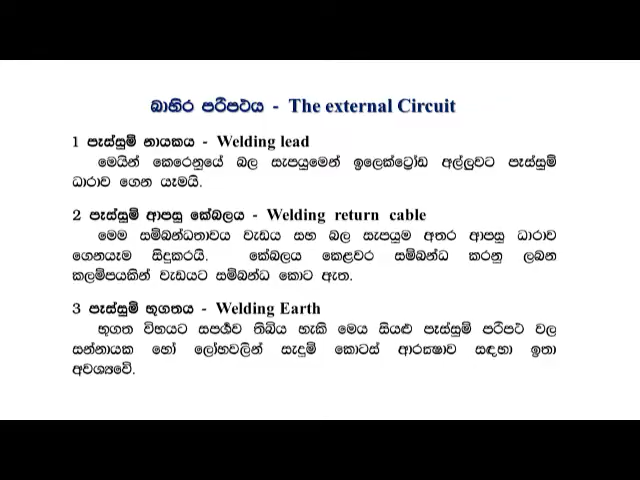 බාහිර පරිපථය - The external Circuit
1 පැස්සුම් නායකය - Welding lead
මෙයින් කෙරෙනුයේ බල සැපයුමෙන් ඉලෙක්ට්‍රෝඩ අල්ලුවට පැස්සුම්
ධාරාව ගෙන යෑමයි.
2 පැස්සුම් ආපසු කේබලය - Welding return cable
මෙම සම්බන්ධතාවය වැඩය සහ බල සැපයුම අතර ආපසු ධාරාව
ගෙනයෑම සිදුකරයි. කේබලය කෙළවර සම්බන්ධ කරනු ලබන
කලම්පයකින් වැඩයට සම්බන්ධ කොට ඇත.
3 පැස්සුම් භූගතය - Welding Earth
භූගත විභයට සපර්ශව තිබිය හැකි මෙය සියළු පැස්සුම් පරිපථ වල
සන්නායක හෝ ලෝහවලින් සැදුම් කොටස් ආරක්‍ෂාව සඳහා ඉතා
අවශ්‍යවේ.